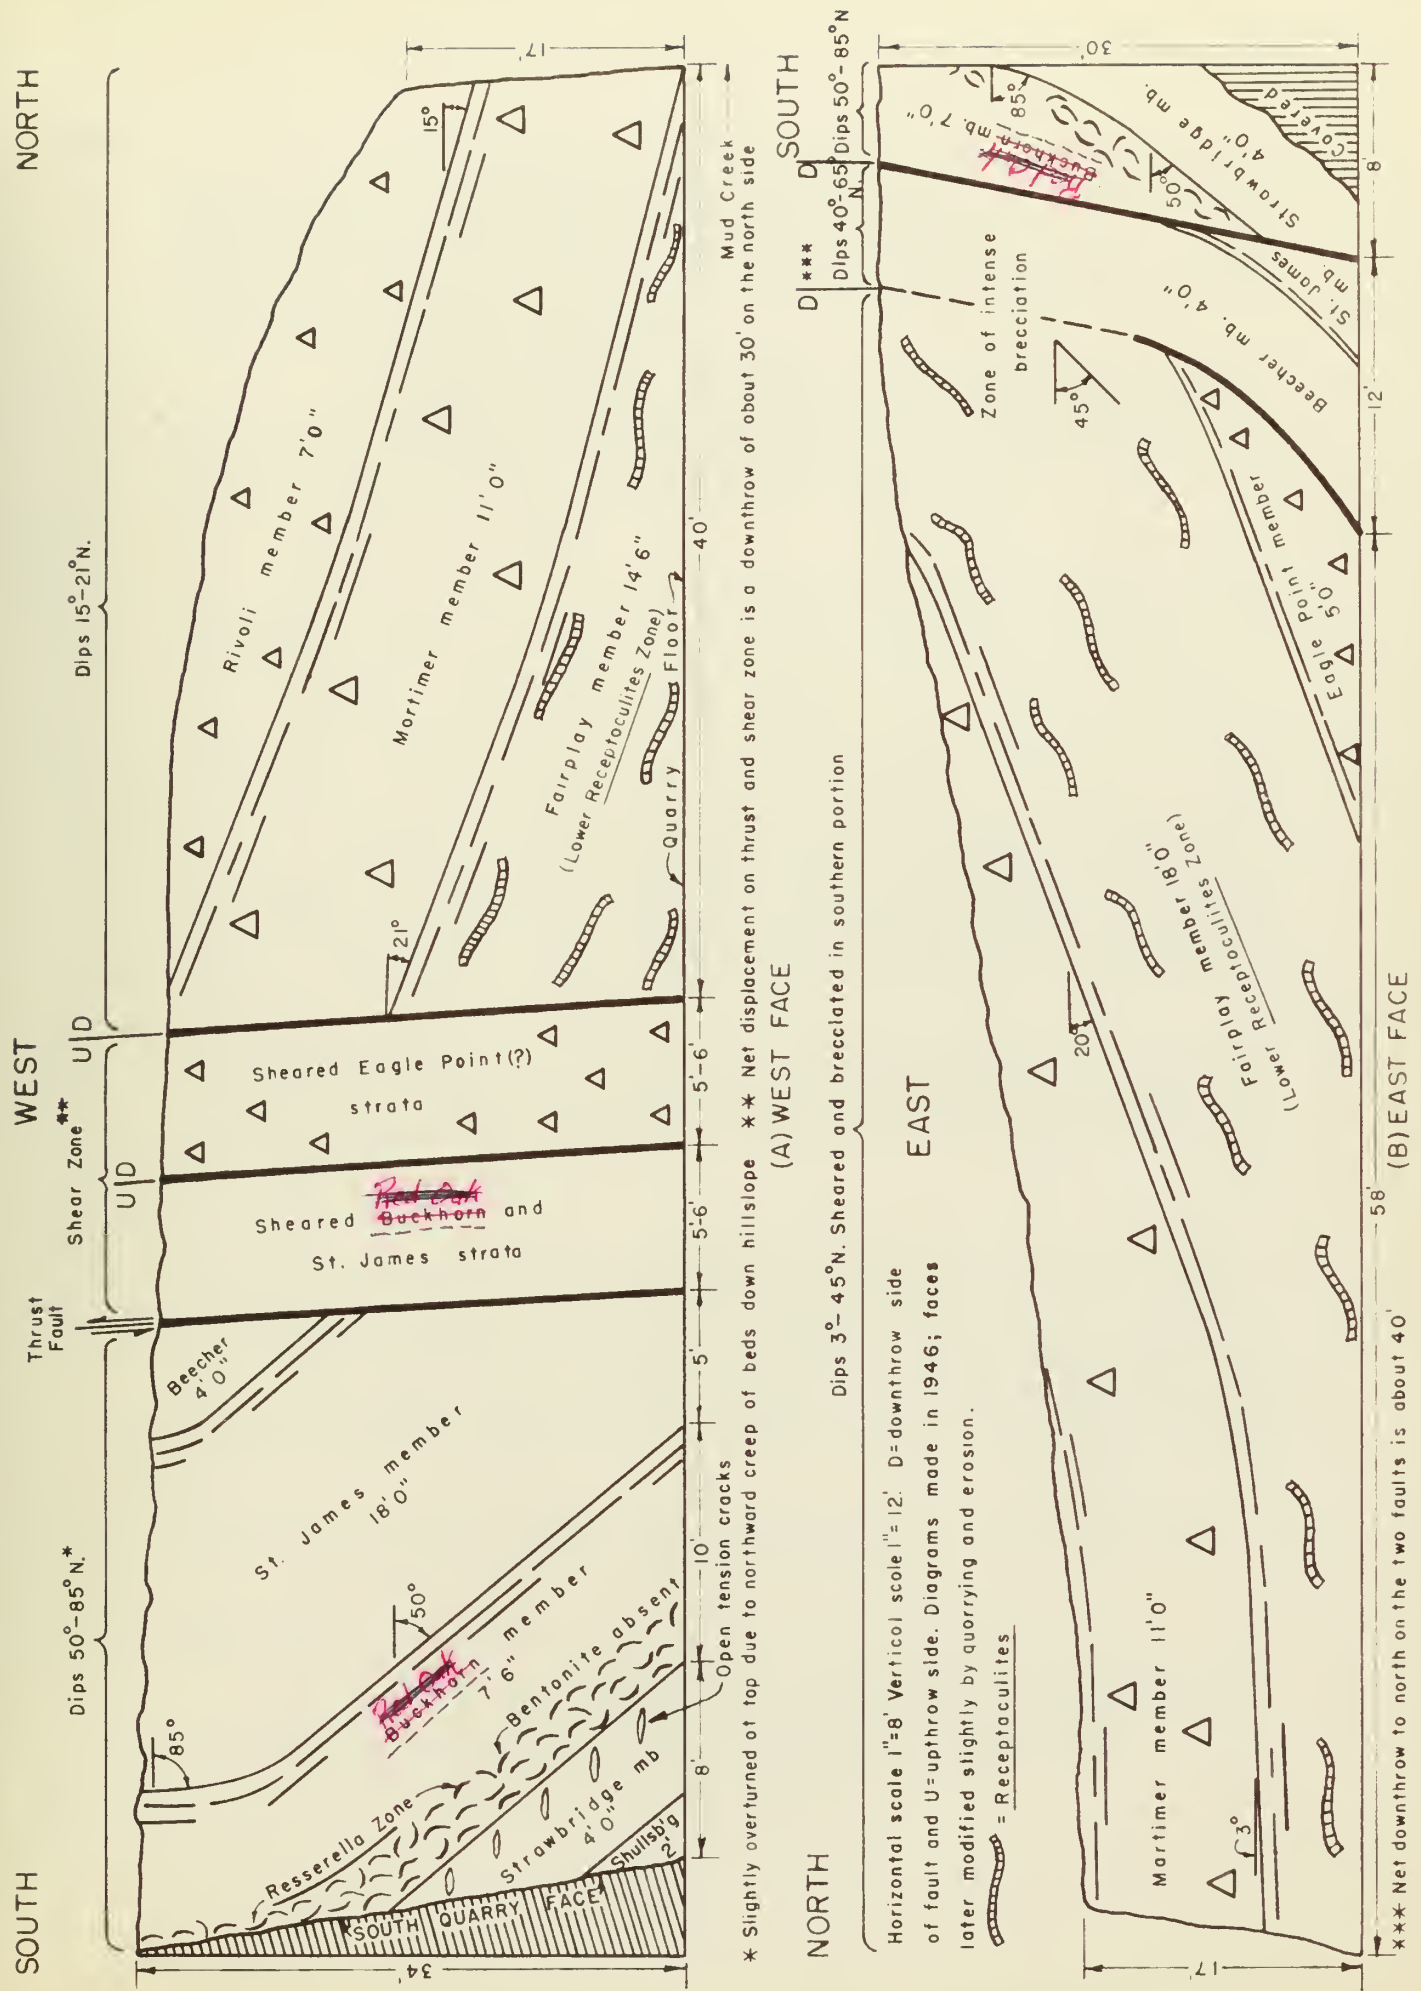 SOUTH
WEST
NORTH
Dips 50°-85° N.*
Thrust
Fault
Shear Zone **
U D
U D
Dips 15°-21° N.
34'
17'
85°
50°
Beecher
4'0"
St. James member
18'0"
Red Oak
Buckhorn member
7'6"
Resserella Zone
Bentonite absent
Strawbridge mb
4'0"
Shullsb'g
2'
SOUTH QUARRY FACE
Open tension cracks
Sheared Red Oak Buckhorn and
St. James strata
Sheared Eagle Point(?)
strata
Rivoli member 7'0"
Mortimer member 11'0"
Fairplay member 14'6"
(Lower Receptoculites Zone)
Quarry Floor
21°
15°
8'
10'
5'
5'-6'
5'-6'
40'
Mud Creek
* Slightly overturned at top due to northward creep of beds down hillslope ** Net displacement on thrust and shear zone is a downthrow of about 30' on the north side
(A) WEST FACE
NORTH
EAST
SOUTH
Dips 3°-45° N. Sheared and brecciated in southern portion
D ***
D
Dips 40°-65° N
Dips 50°-85° N
Horizontal scale 1"=8' Vertical scale 1"=12'. D=downthrow side
of fault and U=upthrow side. Diagrams made in 1946; faces
later modified slightly by quarrying and erosion.
= Receptaculites
17'
30'
Martimer member 11'0"
3°
20°
45°
Fairplay member 18'0"
(Lower Receptoculites Zone)
Eagle Point member
5'0"
Zone of intense
brecciation
Beecher mb. 4'0"
St. James
mb.
Red Oak
Buckhorn mb. 7'0"
85°
50°
Strawbridge mb.
4'0"
Covered
58'
12'
8'
(B) EAST FACE
*** Net downthrow to north on the two faults is about 40'